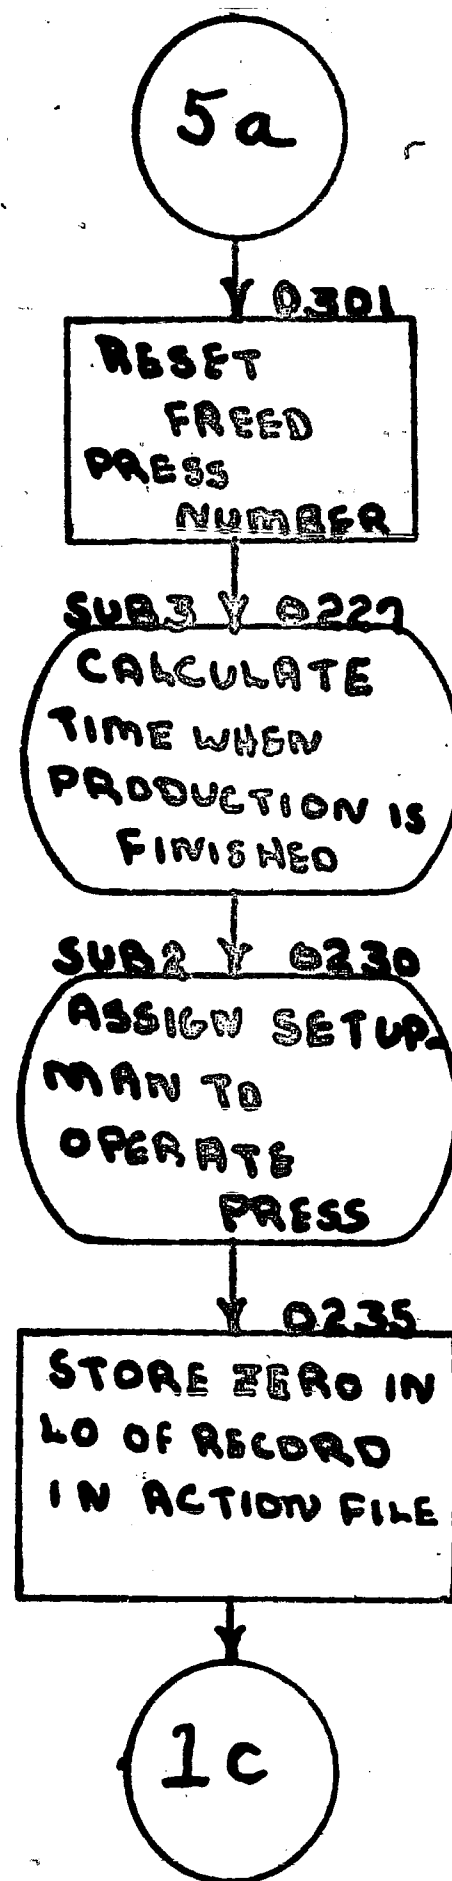 5a
0301
RESET
FREED
PRESS
NUMBER
SUB3 0227
CALCULATE
TIME WHEN
PRODUCTION IS
FINISHED
SUB2 0230
ASSIGN SETUP-
MAN TO
OPERATE
PRESS
0235
STORE ZERO IN
LO OF RECORD
IN ACTION FILE
1c